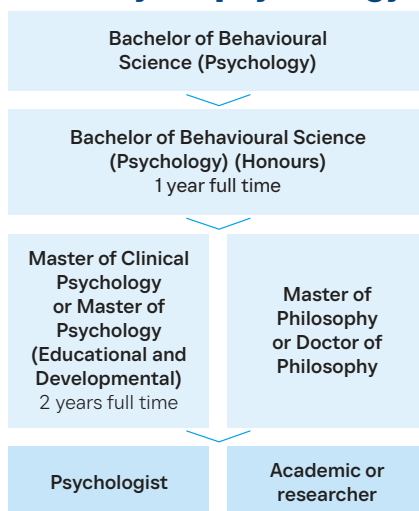 Bachelor of Behavioural
Science (Psychology)
Bachelor of Behavioural Science
(Psychology) (Honours)
1 year full time
Master of Clinical
Psychology
or Master of
Psychology
(Educational and
Developmental)
2 years full time
Master of
Philosophy
or Doctor of
Philosophy
Psychologist
Academic or
researcher